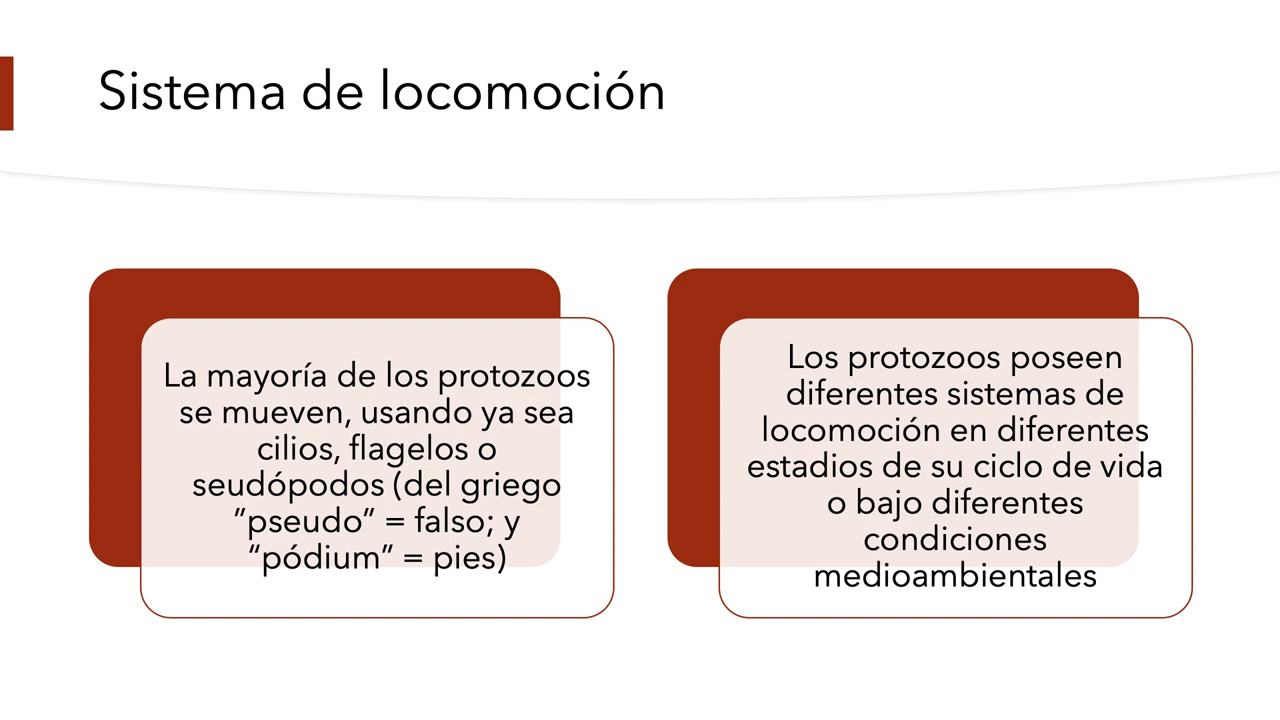 Sistema de locomoción
La mayoría de los protozoos
se mueven, usando ya sea
cilios, flagelos o
seudópodos (del griego
”pseudo” = falso; y
“pódium” = pies)
Los protozoos poseen
diferentes sistemas de
locomoción en diferentes
estadios de su ciclo de vida
o bajo diferentes
condiciones
medioambientales